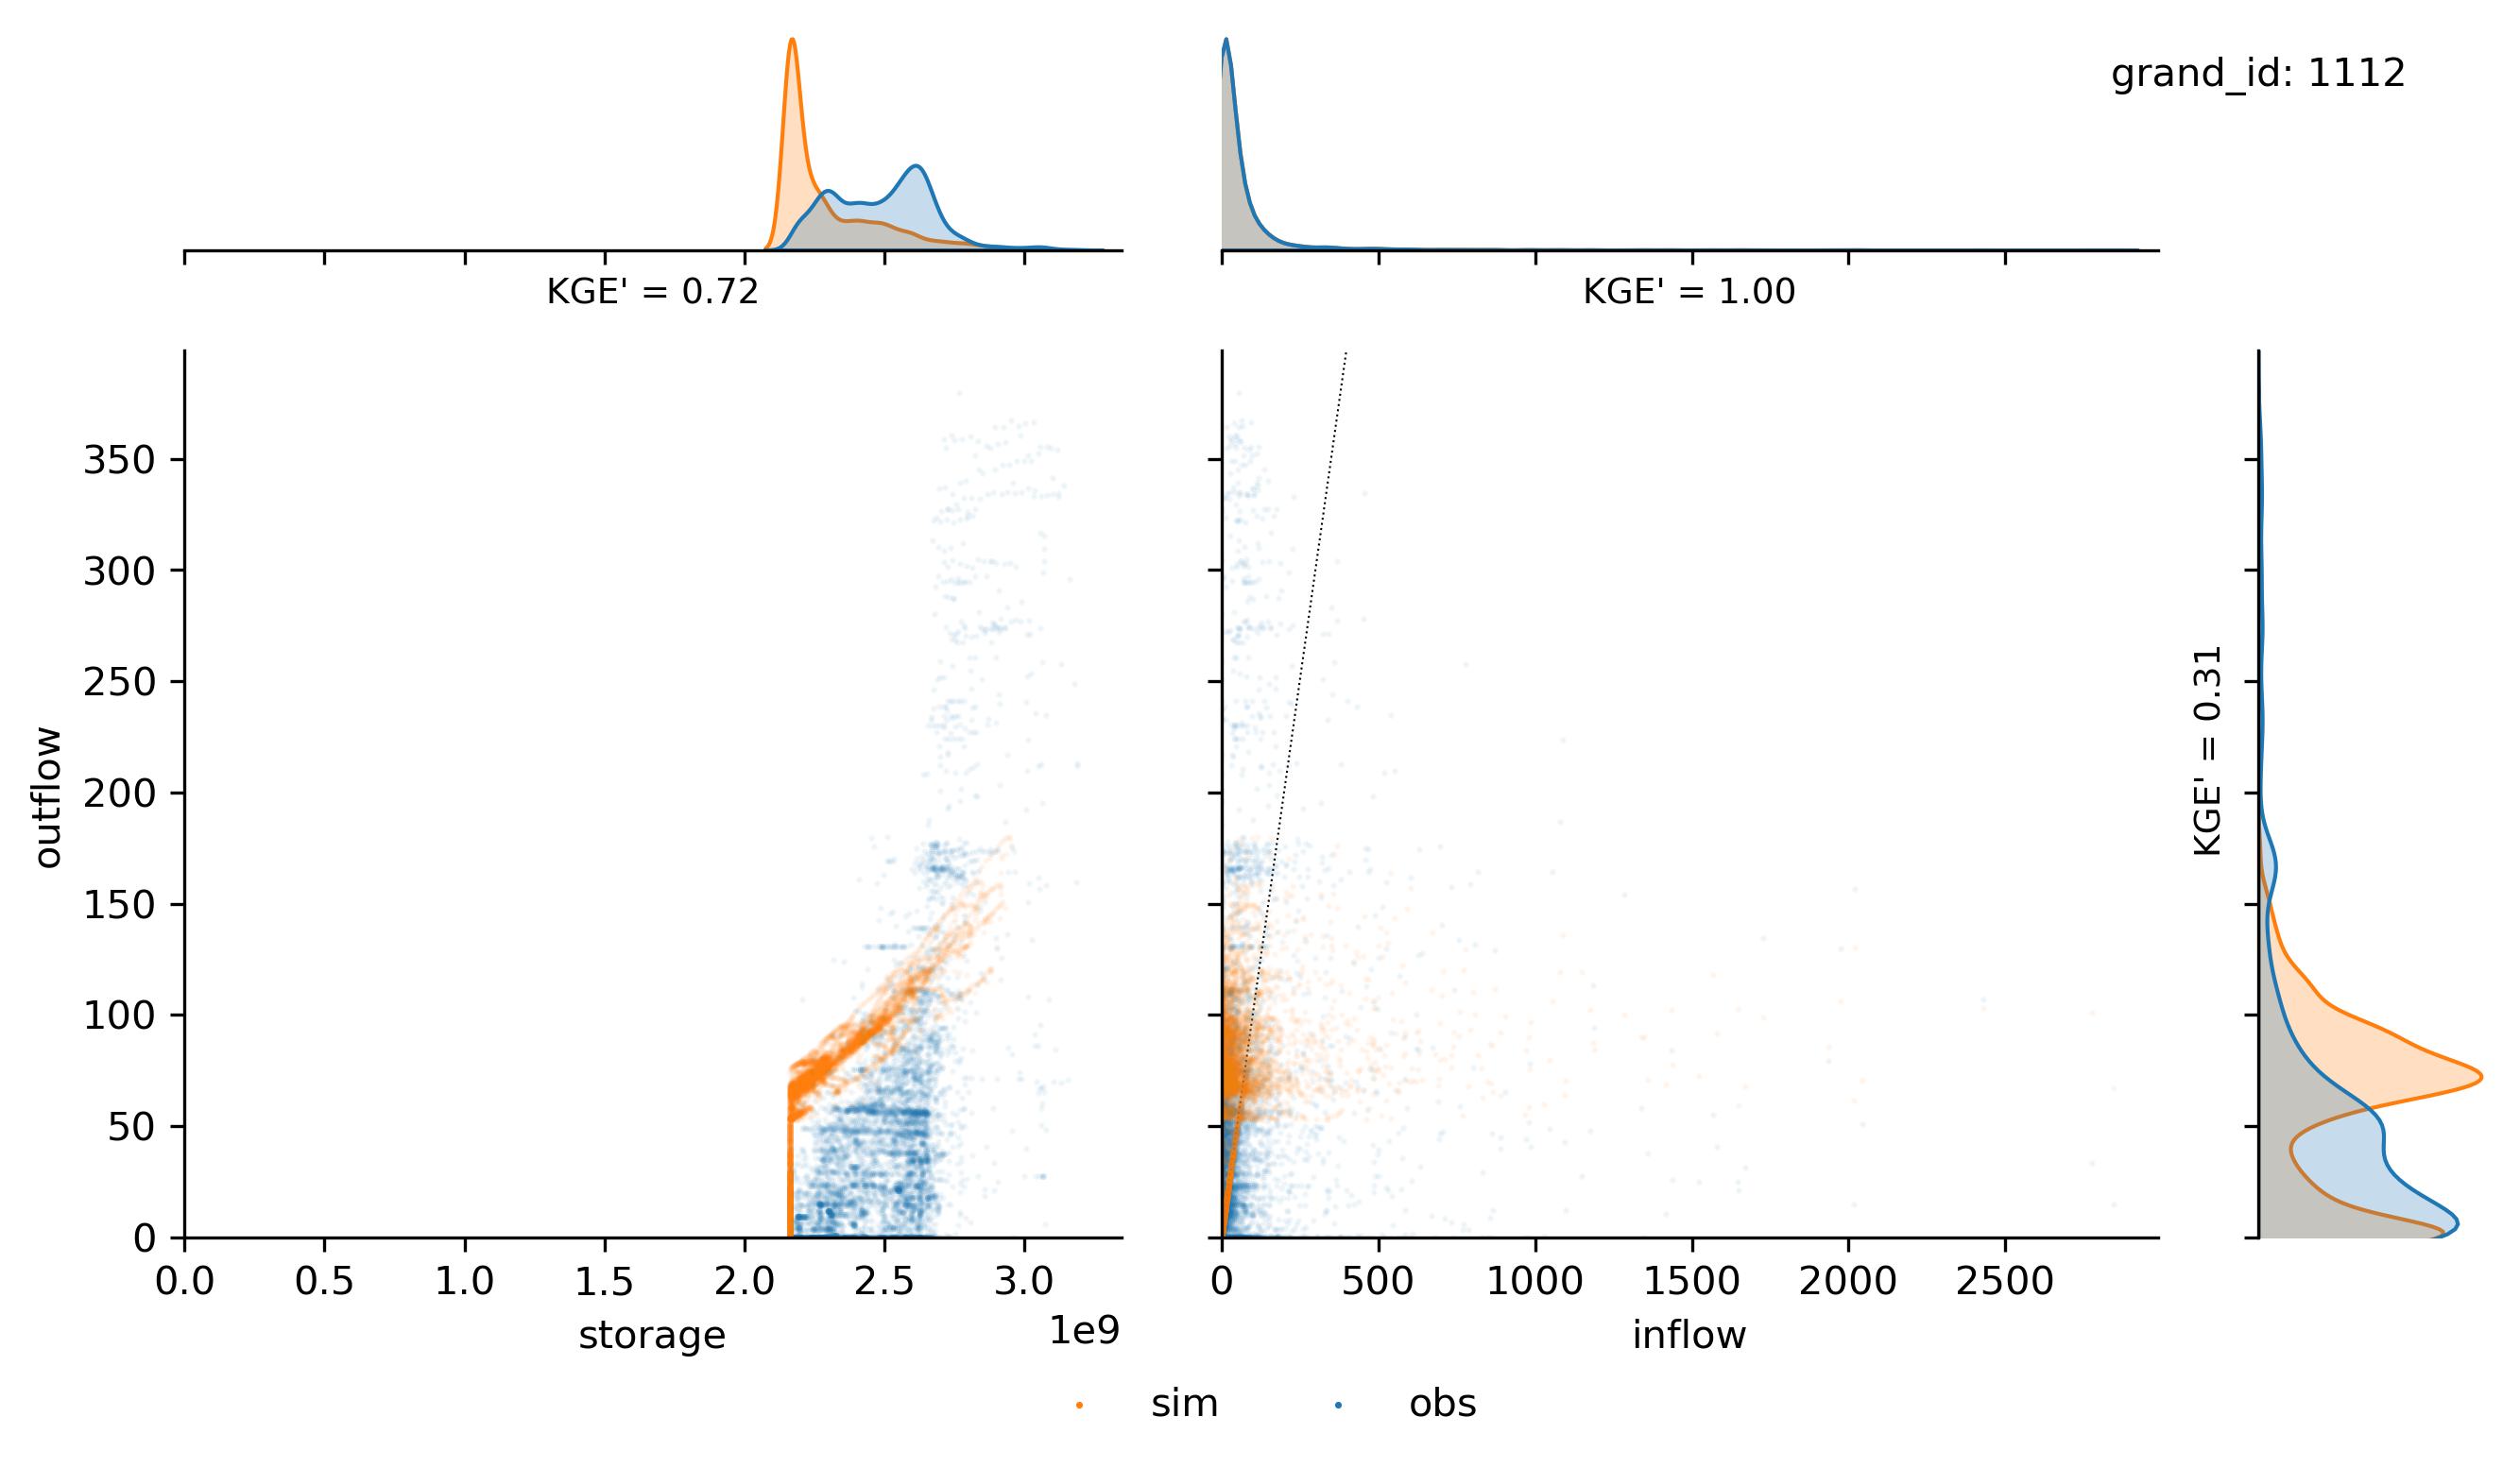 grand_id: 1112
KGE' = 0.72
KGE' = 1.00
outflow
350
300
250
200
150
100
50
0
KGE' = 0.31
0.0 0.5 1.0 1.5 2.0 2.5 3.0
0 500 1000 1500 2000 2500
storage
1e9
inflow
sim obs